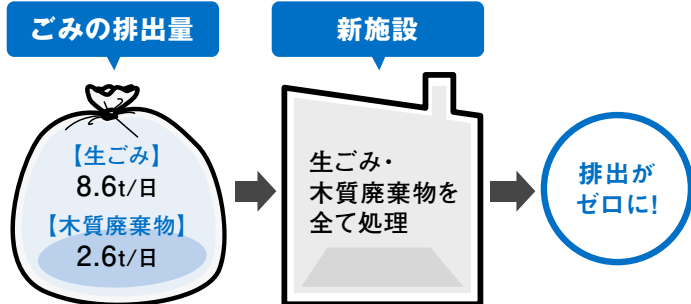 ごみの排出量
【生ごみ】
8.6t/日
【木質廃棄物】
2.6t/日
新施設
生ごみ・
木質廃棄物を
全て処理
排出が
ゼロに!